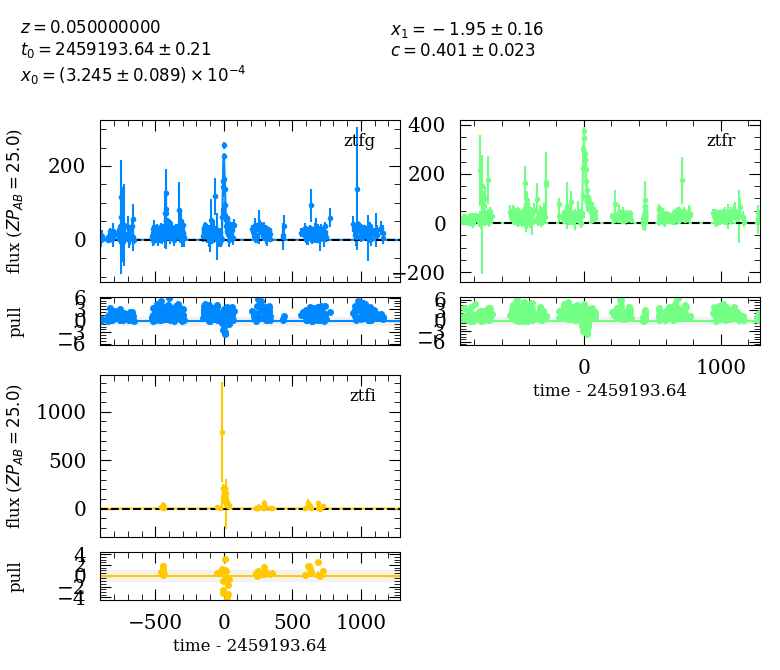 z = 0.050000000
t₀ = 2459193.64 ± 0.21
x₀ = (3.245 ± 0.089) × 10⁻⁴
x₁ = −1.95 ± 0.16
c = 0.401 ± 0.023
ztfg
flux (ZP_AB = 25.0)
200
0
pull
6
3
0
−3
−6
ztfr
400
200
0
−200
6
3
0
−3
−6
0
1000
time - 2459193.64
ztfi
flux (ZP_AB = 25.0)
1000
500
0
pull
4
2
0
−2
−4
−500
0
500
1000
time - 2459193.64